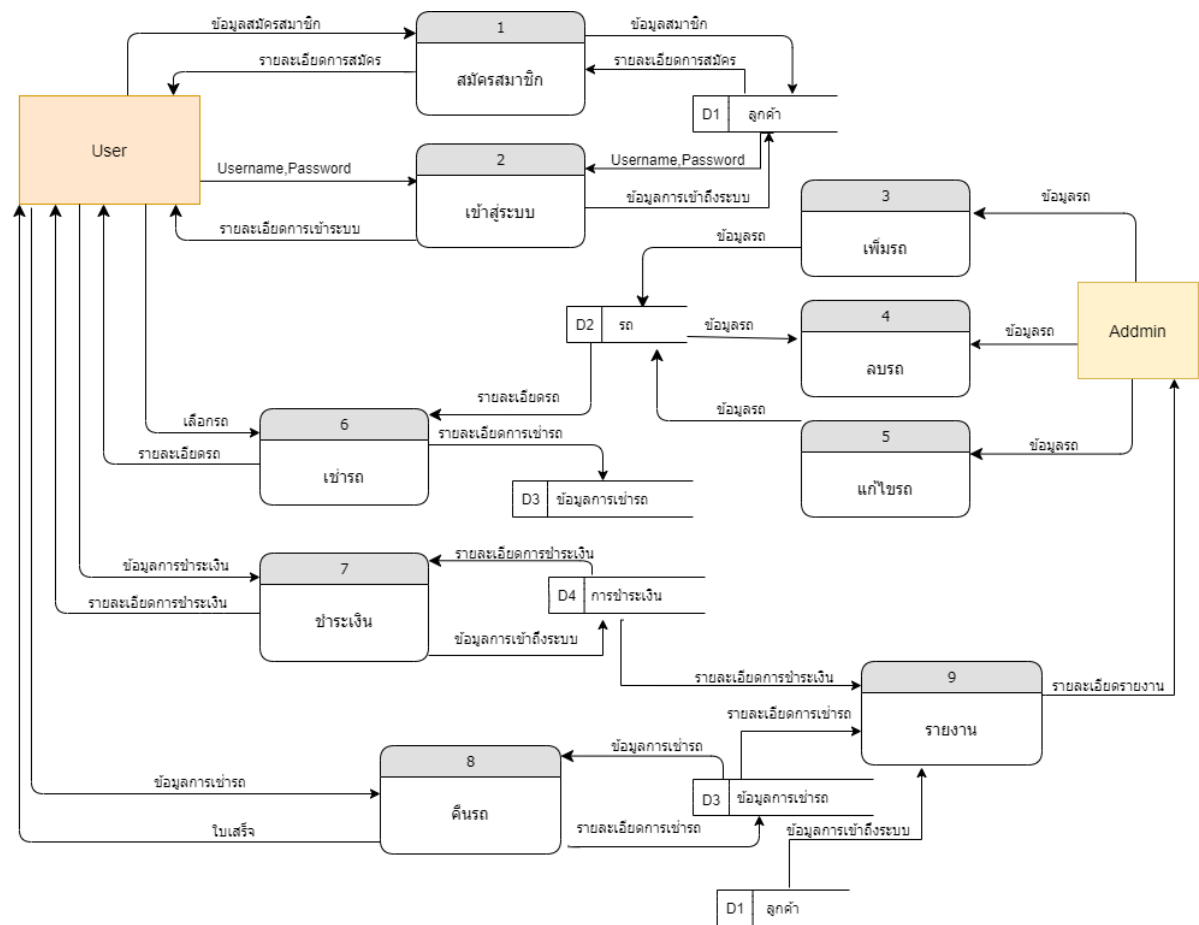 ข้อมูลสมัครสมาชิก
1
ข้อมูลสมาชิก
รายละเอียดการสมัคร
สมัครสมาชิก
รายละเอียดการสมัคร
D1 ลูกค้า
User
Username,Password
2
Username,Password
เข้าสู่ระบบ
ข้อมูลการเข้าถึงระบบ
รายละเอียดการเข้าระบบ
3
ข้อมูลรถ
เพิ่มรถ
ข้อมูลรถ
D2 รถ
ข้อมูลรถ
4
ลบรถ
ข้อมูลรถ
Addmin
รายละเอียดรถ
ข้อมูลรถ
5
แก้ไขรถ
ข้อมูลรถ
เลือกรถ
6
เช่ารถ
รายละเอียดการเช่ารถ
รายละเอียดรถ
D3 ข้อมูลการเช่ารถ
ข้อมูลการชำระเงิน
7
ชำระเงิน
รายละเอียดการชำระเงิน
รายละเอียดการชำระเงิน
D4 การชำระเงิน
ข้อมูลการเข้าถึงระบบ
รายละเอียดการชำระเงิน
9
รายงาน
รายละเอียดรายงาน
รายละเอียดการเช่ารถ
ข้อมูลการเช่ารถ
8
คืนรถ
ข้อมูลการเช่ารถ
D3 ข้อมูลการเช่ารถ
ใบเสร็จ
รายละเอียดการเช่ารถ
ข้อมูลการเข้าถึงระบบ
D1 ลูกค้า